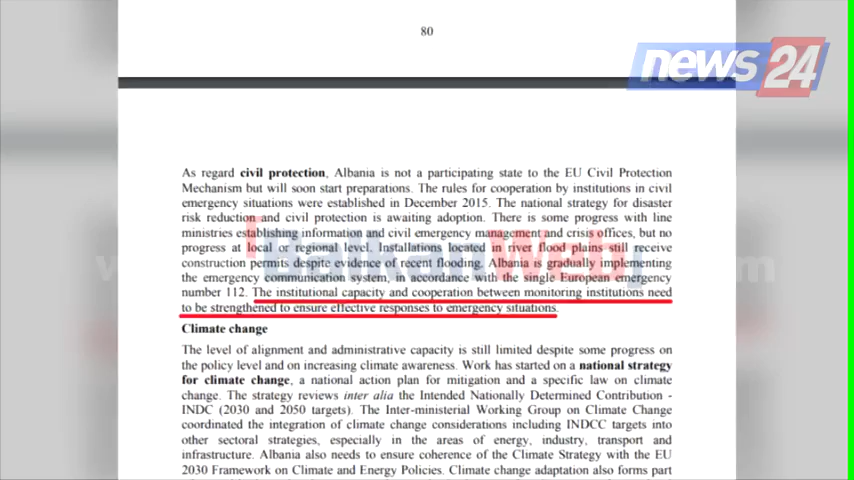 80
news 24
As regard civil protection, Albania is not a participating state to the EU Civil Protection
Mechanism but will soon start preparations. The rules for cooperation by institutions in civil
emergency situations were established in December 2015. The national strategy for disaster
risk reduction and civil protection is awaiting adoption. There is some progress with line
ministries establishing information and civil emergency management and crisis offices, but no
progress at local or regional level. Installations located in river flood plains still receive
construction permits despite evidence of recent flooding. Albania is gradually implementing
the emergency communication system, in accordance with the single European emergency
number 112. The institutional capacity and cooperation between monitoring institutions need
to be strengthened to ensure effective responses to emergency situations.
BalkanWeb
Climate change
The level of alignment and administrative capacity is still limited despite some progress on
the policy level and on increasing climate awareness. Work has started on a national strategy
for climate change, a national action plan for mitigation and a specific law on climate
change. The strategy reviews inter alia the Intended Nationally Determined Contribution -
INDC (2030 and 2050 targets). The Inter-ministerial Working Group on Climate Change
coordinated the integration of climate change considerations including INDCC targets into
other sectoral strategies, especially in the areas of energy, industry, transport and
infrastructure. Albania also needs to ensure coherence of the Climate Strategy with the EU
2030 Framework on Climate and Energy Policies. Climate change adaptation also forms part